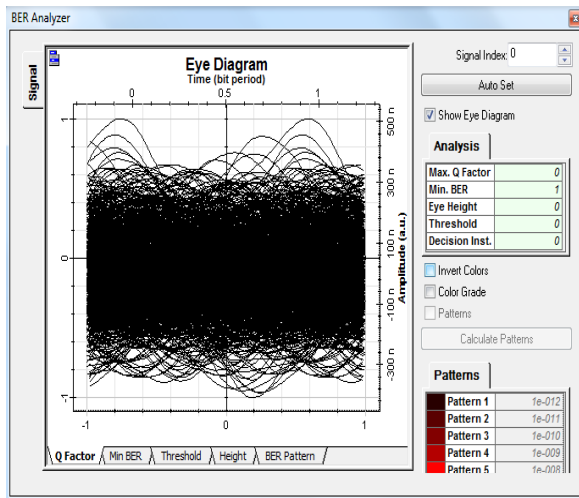 BER Analyzer
Signal
Eye Diagram
Time (bit period)
0 0.5 1
1
0
-1
500 n
300 n
100 n
-100 n
-300 n
Amplitude (a.u.)
-1 0 1
Q Factor Min BER Threshold Height BER Pattern
Signal Index: 0
Auto Set
Show Eye Diagram
Analysis
Max. Q Factor 0
Min. BER 1
Eye Height 0
Threshold 0
Decision Inst. 0
Invert Colors
Color Grade
Patterns
Calculate Patterns
Patterns
Pattern 1 1e-012
Pattern 2 1e-011
Pattern 3 1e-010
Pattern 4 1e-009
Pattern 5 1e-008